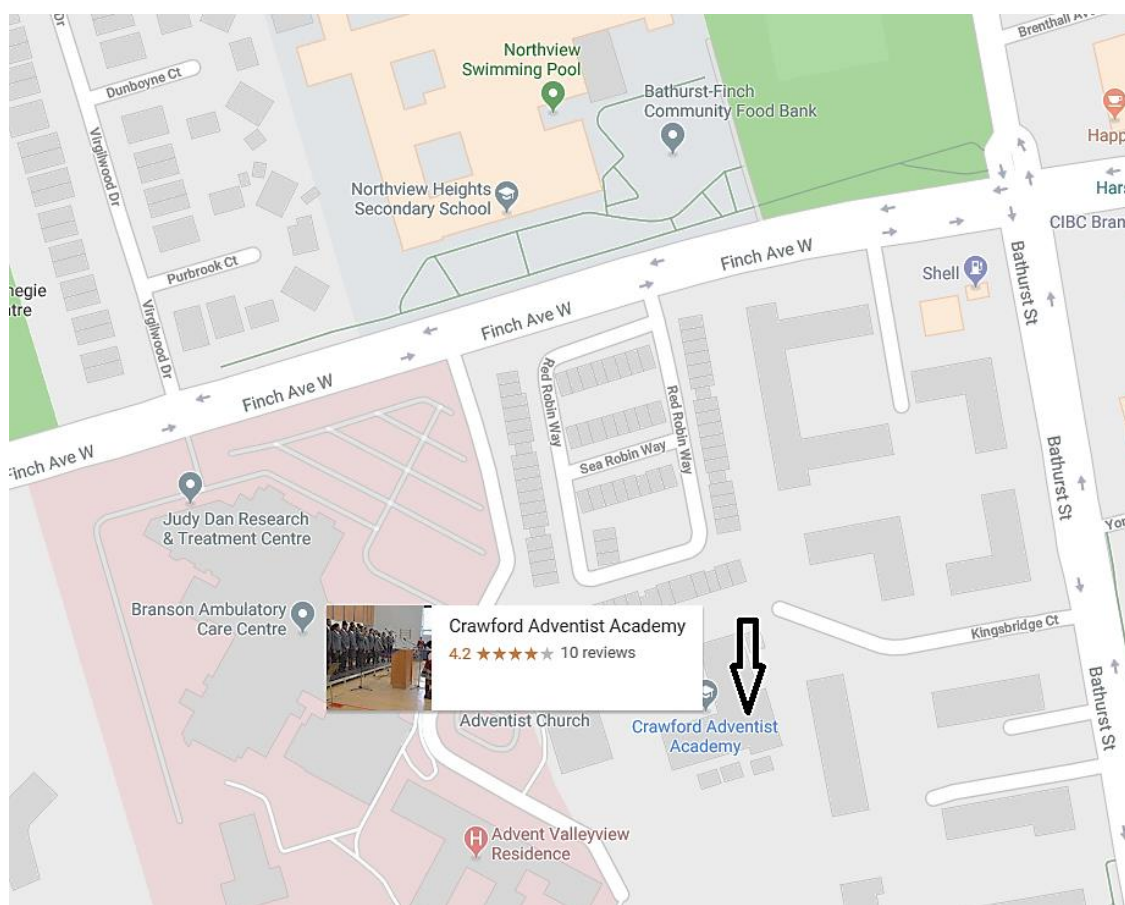 Dr
Dunboyne Ct
Virgilwood Dr
Purbrook Ct
Virgilwood Dr
Northview
Swimming Pool
Bathurst-Finch
Community Food Bank
Northview Heights
Secondary School
Brenthall Av
Happ
Hars
CIBC Bran
Shell
Bathurst St
Finch Ave W
Finch Ave W
Finch Ave W
Finch Ave W
negie
tre
Red Robin Way
Red Robin Way
Sea Robin Way
Bathurst St
Yor
Judy Dan Research
& Treatment Centre
Branson Ambulatory
Care Centre
Crawford Adventist Academy
4.2 10 reviews
Kingsbridge Ct
Adventist Church
Crawford Adventist
Academy
Bathurst St
H
Advent Valleyview
Residence